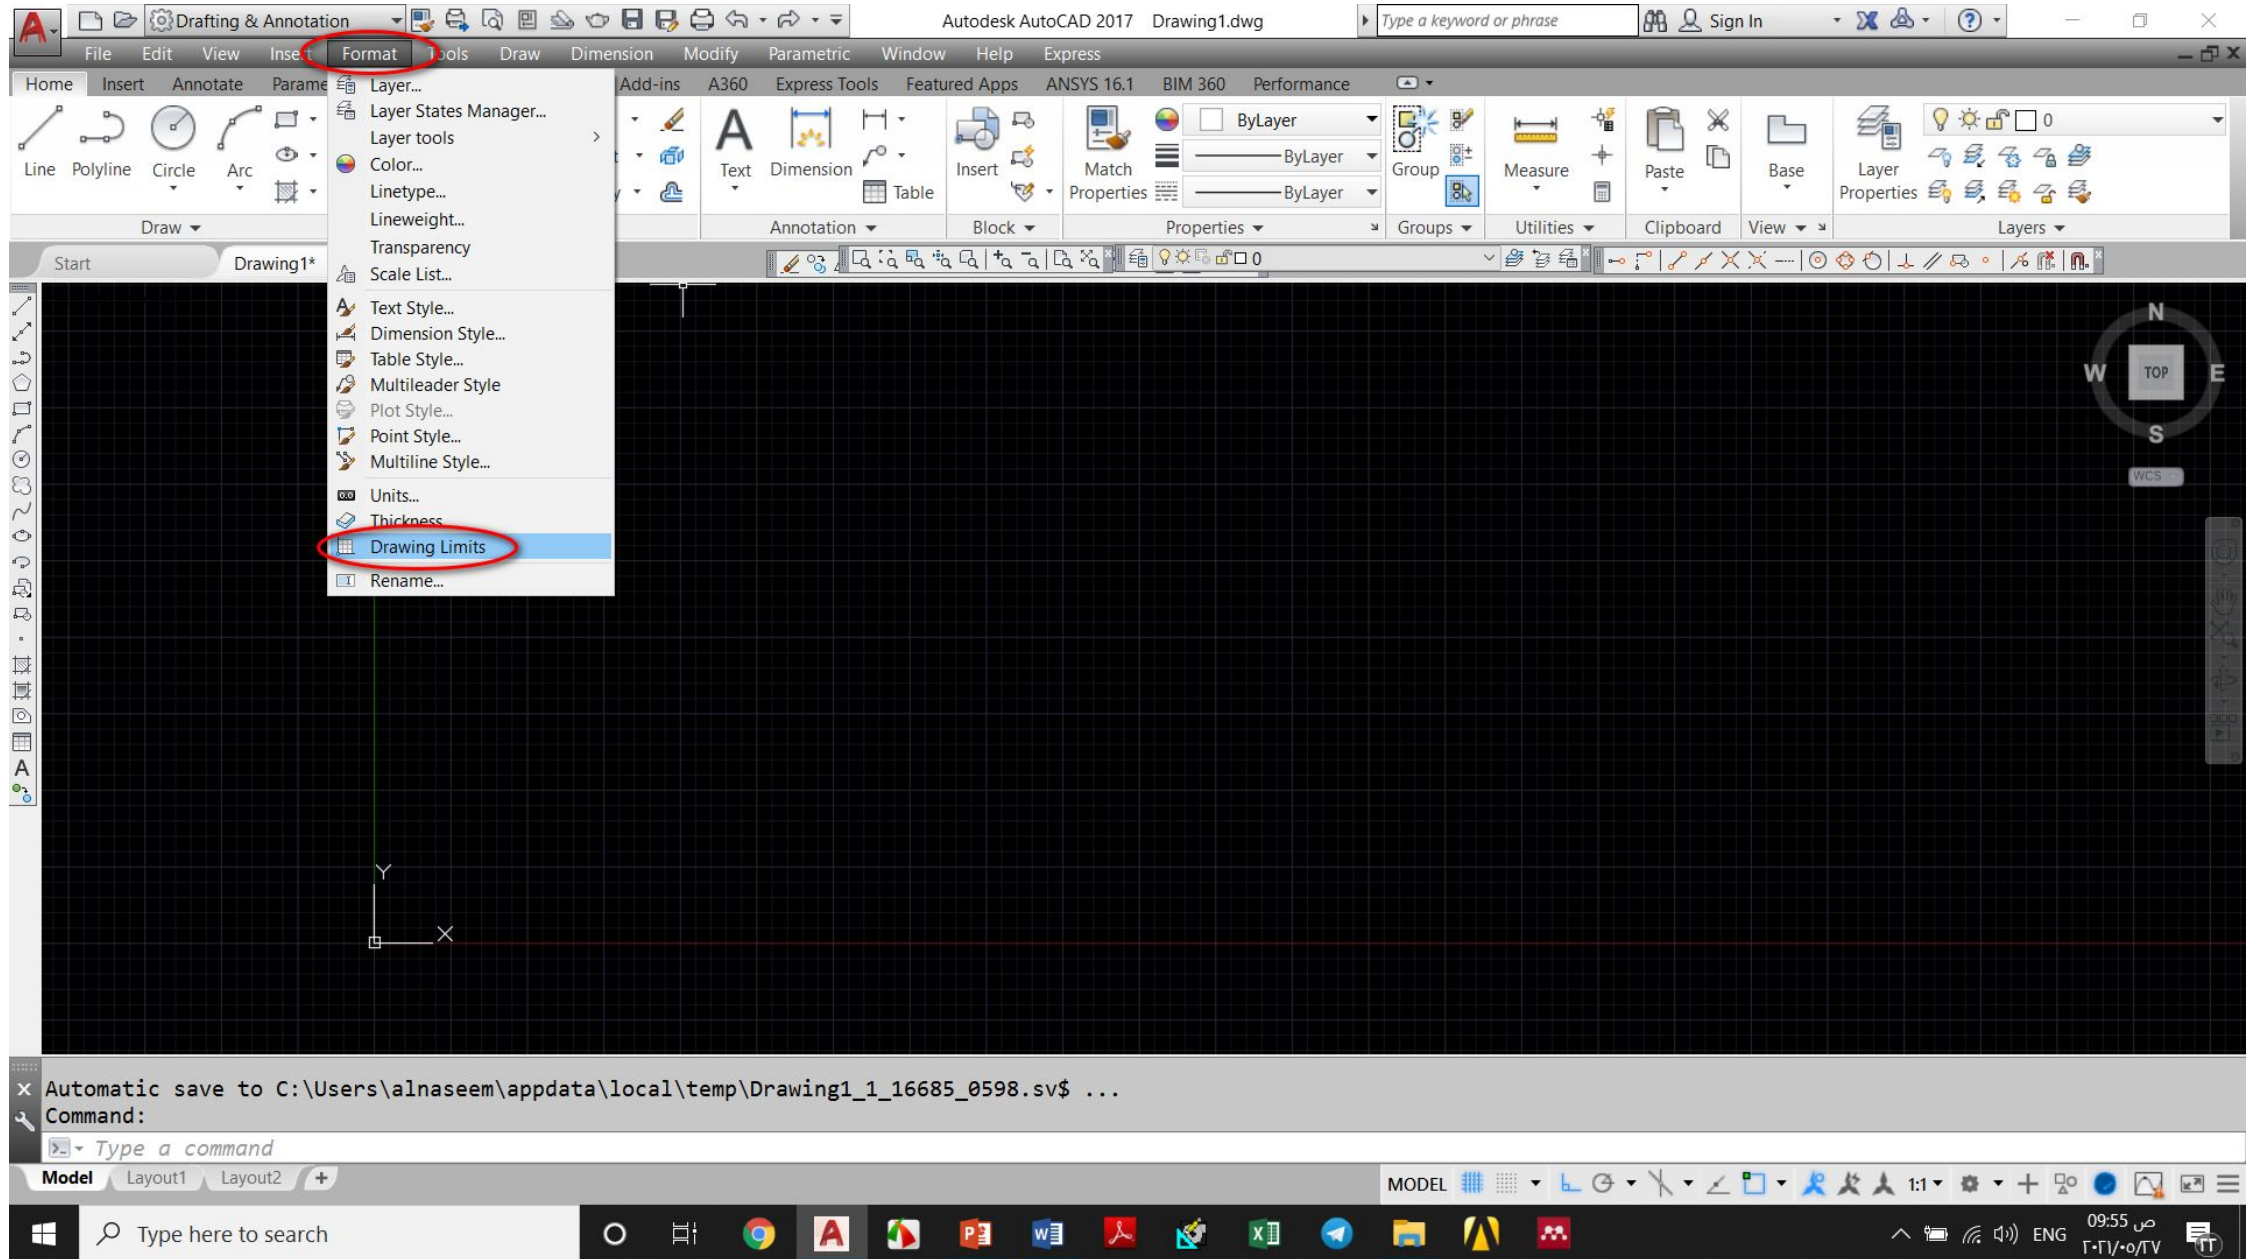 Drafting & Annotation
Autodesk AutoCAD 2017 Drawing1.dwg
Type a keyword or phrase
Sign In
File Edit View Insert Format Tools Draw Dimension Modify Parametric Window Help Express
Home Insert Annotate Parame Add-ins A360 Express Tools Featured Apps ANSYS 16.1 BIM 360 Performance
Line Polyline Circle Arc
Text Dimension
Table
Insert
Match
Properties
ByLayer
ByLayer
ByLayer
Group
Measure
Paste
Base
Layer
Properties
0
Draw
Annotation
Block
Properties
Groups
Utilities
Clipboard
View
Layers
Start Drawing1*
0
Layer...
Layer States Manager...
Layer tools
Color...
Linetype...
Lineweight...
Transparency
Scale List...
Text Style...
Dimension Style...
Table Style...
Multileader Style
Plot Style...
Point Style...
Multiline Style...
Units...
Thickness
Drawing Limits
Rename...
N
W TOP E
S
WCS
Y
X
Automatic save to C:\Users\alnaseem\appdata\local\temp\Drawing1_1_16685_0598.sv$ ...
Command:
Type a command
Model Layout1 Layout2 +
MODEL
1:1
Type here to search
ENG
09:55 ص
٢٠٢١/٠٥/٢٧